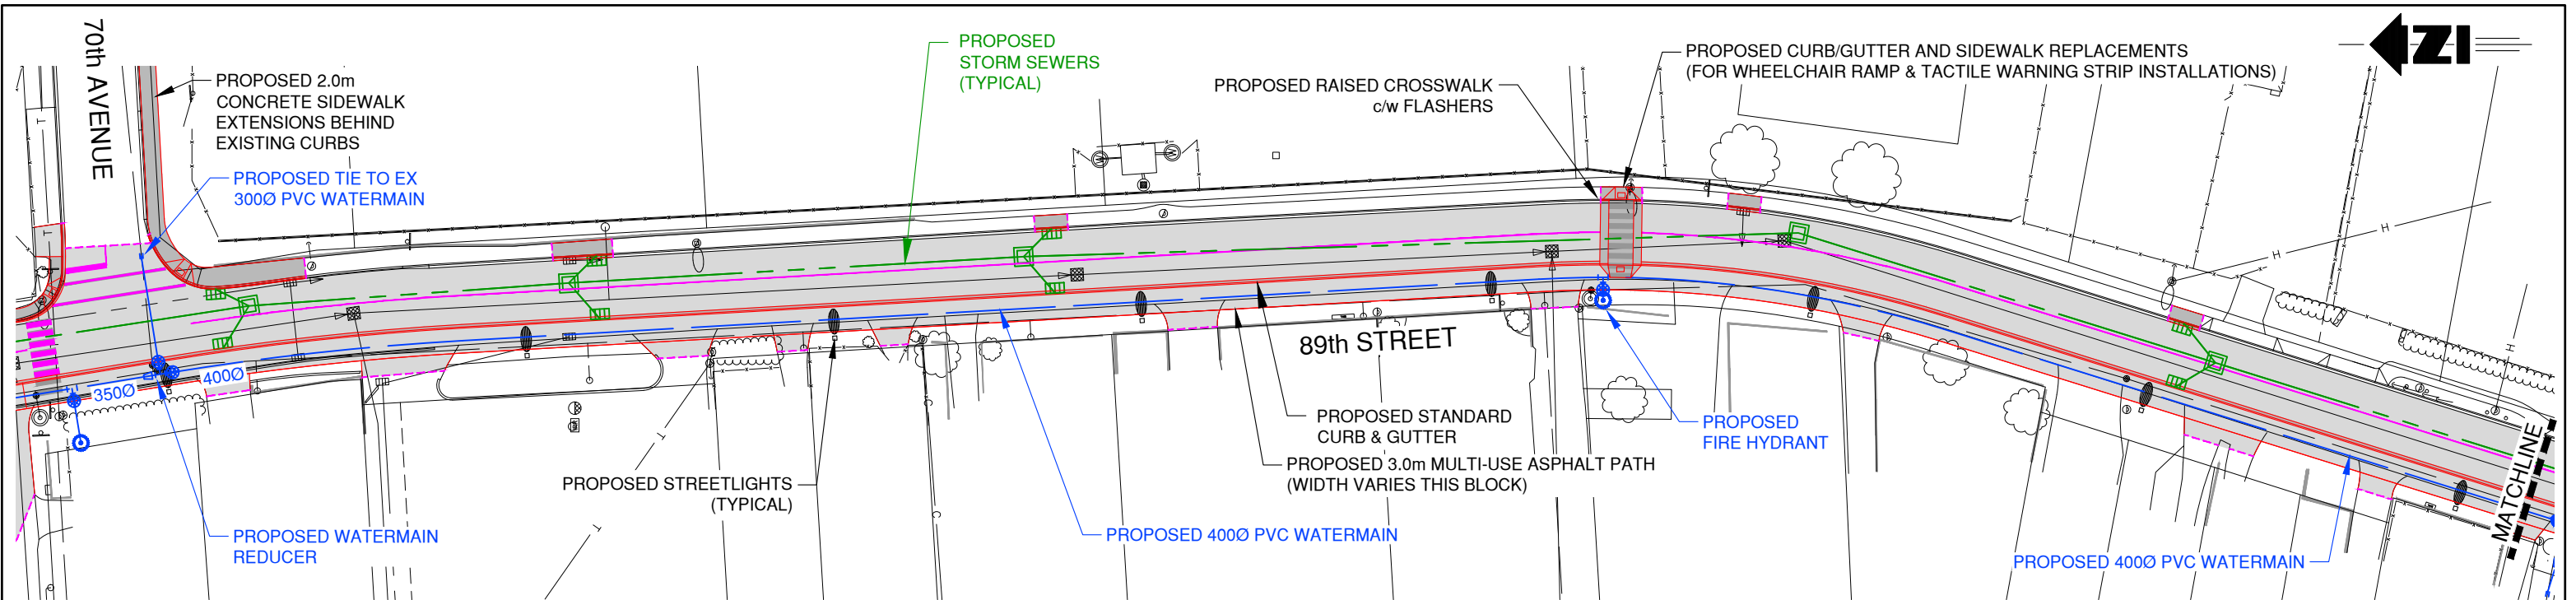 70th AVENUE
PROPOSED 2.0m
CONCRETE SIDEWALK
EXTENSIONS BEHIND
EXISTING CURBS
PROPOSED TIE TO EX
300Ø PVC WATERMAIN
PROPOSED
STORM SEWERS
(TYPICAL)
PROPOSED RAISED CROSSWALK
c/w FLASHERS
PROPOSED CURB/GUTTER AND SIDEWALK REPLACEMENTS
(FOR WHEELCHAIR RAMP & TACTILE WARNING STRIP INSTALLATIONS)
N
350Ø
400Ø
89th STREET
PROPOSED STANDARD
CURB & GUTTER
PROPOSED 3.0m MULTI-USE ASPHALT PATH
(WIDTH VARIES THIS BLOCK)
PROPOSED
FIRE HYDRANT
PROPOSED STREETLIGHTS
(TYPICAL)
PROPOSED WATERMAIN
REDUCER
PROPOSED 400Ø PVC WATERMAIN
PROPOSED 400Ø PVC WATERMAIN
MATCHLINE